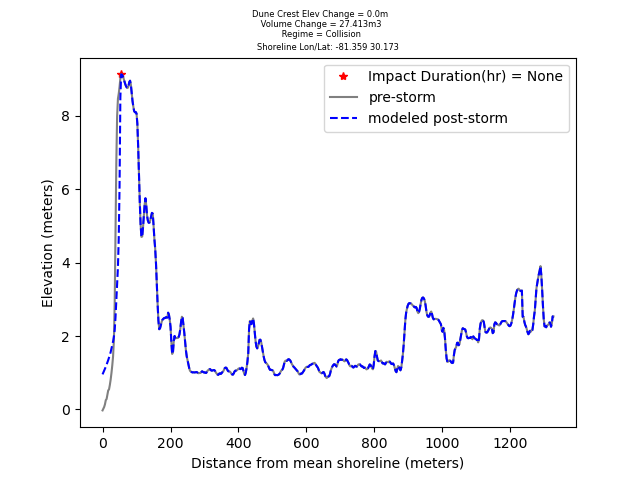 Dune Crest Elev Change = 0.0m
Volume Change = 27.413m3
Regime = Collision
Shoreline Lon/Lat: -81.359 30.173
Impact Duration(hr) = None
pre-storm
modeled post-storm
Elevation (meters)
8
6
4
2
0
0 200 400 600 800 1000 1200
Distance from mean shoreline (meters)